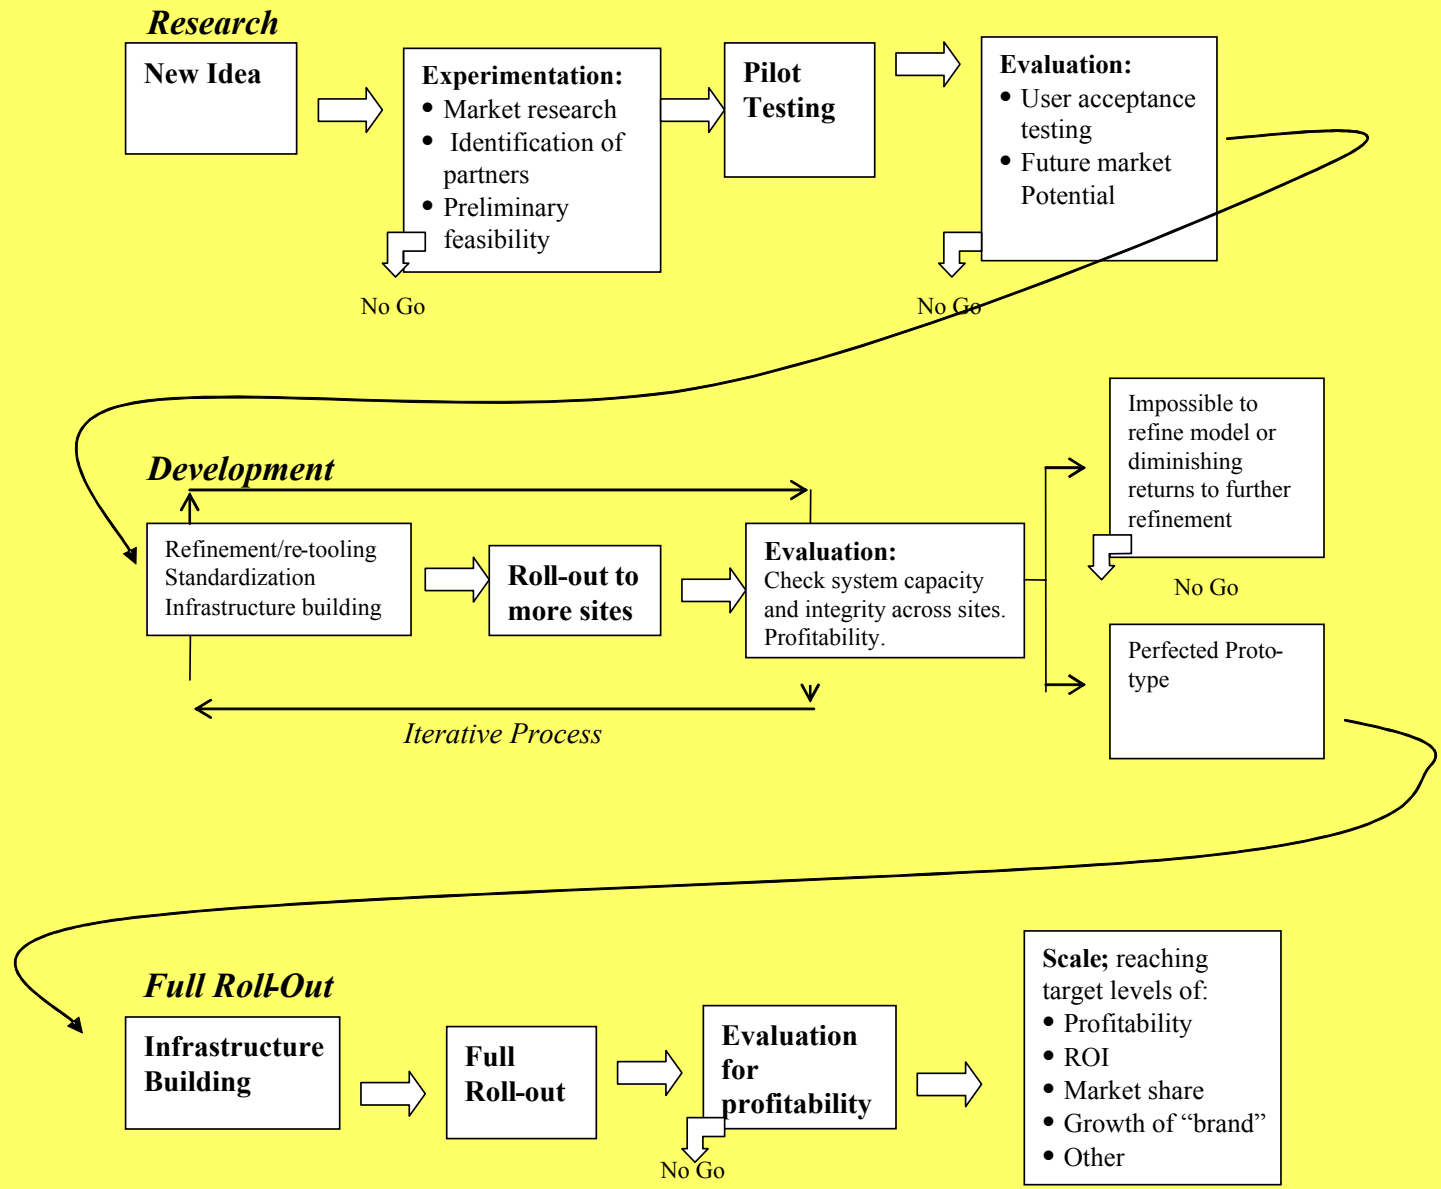 Research
New Idea
Experimentation:
• Market research
• Identification of
partners
• Preliminary
feasibility
No Go
Pilot
Testing
Evaluation:
• User acceptance
testing
• Future market
Potential
No Go
Development
Refinement/re-tooling
Standardization
Infrastructure building
Roll-out to
more sites
Evaluation:
Check system capacity
and integrity across sites.
Profitability.
Impossible to
refine model or
diminishing
returns to further
refinement
No Go
Perfected Proto-
type
Iterative Process
Full Roll-Out
Infrastructure
Building
Full
Roll-out
Evaluation
for
profitability
No Go
Scale; reaching
target levels of:
• Profitability
• ROI
• Market share
• Growth of “brand”
• Other